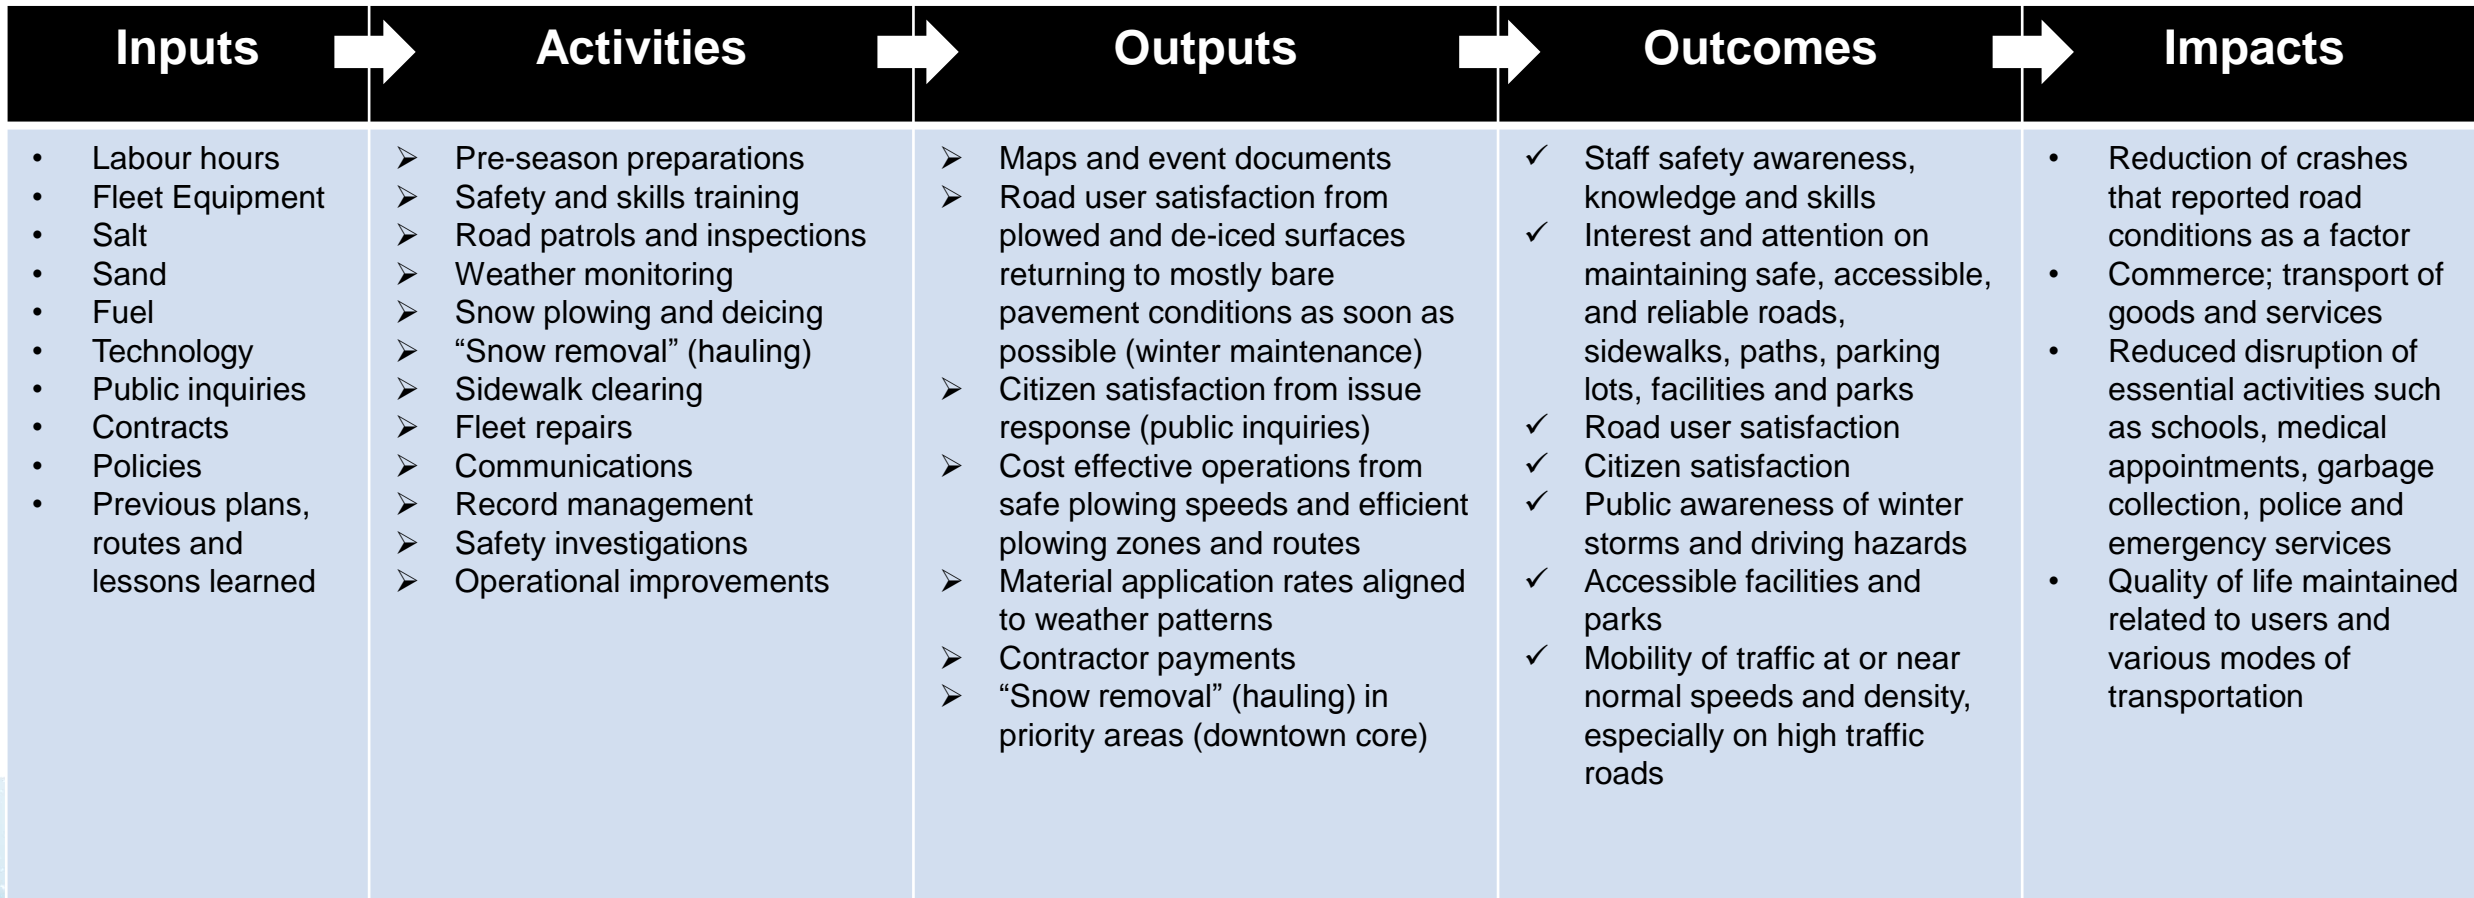 Inputs
Activities
Outputs
Outcomes
Impacts
• Labour hours
• Fleet Equipment
• Salt
• Sand
• Fuel
• Technology
• Public inquiries
• Contracts
• Policies
• Previous plans,
routes and
lessons learned
➢ Pre-season preparations
➢ Safety and skills training
➢ Road patrols and inspections
➢ Weather monitoring
➢ Snow plowing and deicing
➢ “Snow removal” (hauling)
➢ Sidewalk clearing
➢ Fleet repairs
➢ Communications
➢ Record management
➢ Safety investigations
➢ Operational improvements
➢ Maps and event documents
➢ Road user satisfaction from
plowed and de-iced surfaces
returning to mostly bare
pavement conditions as soon as
possible (winter maintenance)
➢ Citizen satisfaction from issue
response (public inquiries)
➢ Cost effective operations from
safe plowing speeds and efficient
plowing zones and routes
➢ Material application rates aligned
to weather patterns
➢ Contractor payments
➢ “Snow removal” (hauling) in
priority areas (downtown core)
✓ Staff safety awareness,
knowledge and skills
✓ Interest and attention on
maintaining safe, accessible,
and reliable roads,
sidewalks, paths, parking
lots, facilities and parks
✓ Road user satisfaction
✓ Citizen satisfaction
✓ Public awareness of winter
storms and driving hazards
✓ Accessible facilities and
parks
✓ Mobility of traffic at or near
normal speeds and density,
especially on high traffic
roads
• Reduction of crashes
that reported road
conditions as a factor
• Commerce; transport of
goods and services
• Reduced disruption of
essential activities such
as schools, medical
appointments, garbage
collection, police and
emergency services
• Quality of life maintained
related to users and
various modes of
transportation